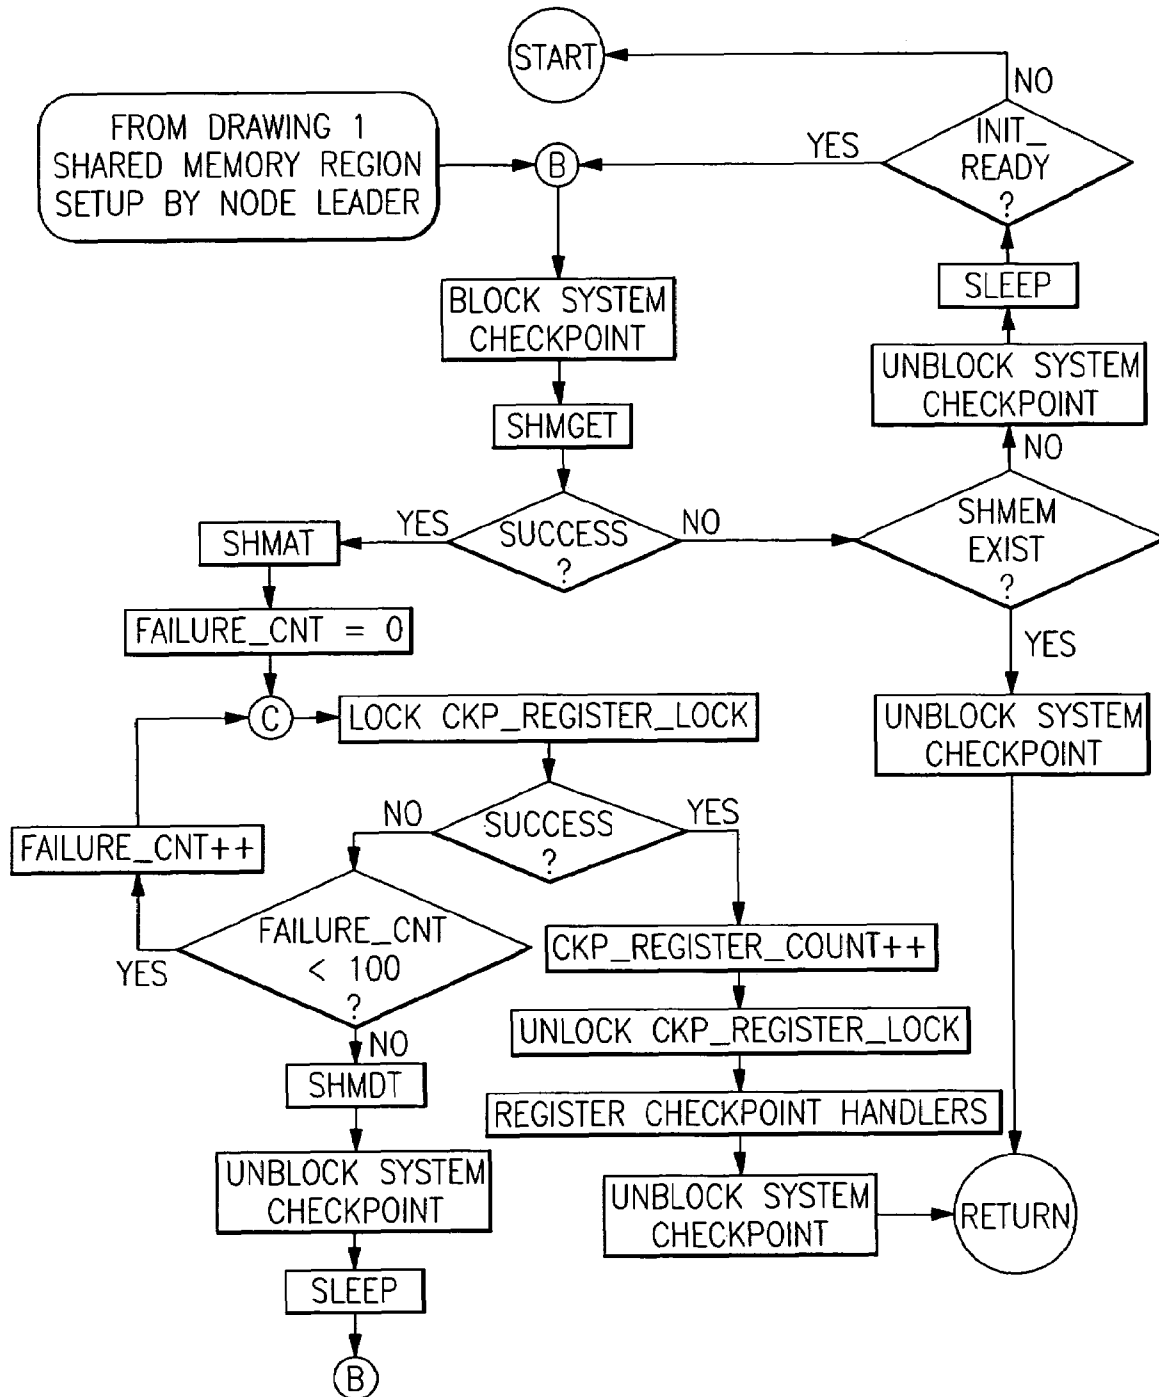 START
NO
FROM DRAWING 1
SHARED MEMORY REGION
SETUP BY NODE LEADER
B
YES
INIT_
READY
?
SLEEP
BLOCK SYSTEM
CHECKPOINT
UNBLOCK SYSTEM
CHECKPOINT
SHMGET
NO
SHMAT
YES
SUCCESS
?
NO
SHMEM
EXIST
?
FAILURE_CNT = 0
YES
C
LOCK CKP_REGISTER_LOCK
UNBLOCK SYSTEM
CHECKPOINT
FAILURE_CNT++
NO
SUCCESS
?
YES
YES
FAILURE_CNT
< 100
?
CKP_REGISTER_COUNT++
NO
UNLOCK CKP_REGISTER_LOCK
SHMDT
REGISTER CHECKPOINT HANDLERS
UNBLOCK SYSTEM
CHECKPOINT
UNBLOCK SYSTEM
CHECKPOINT
RETURN
SLEEP
B